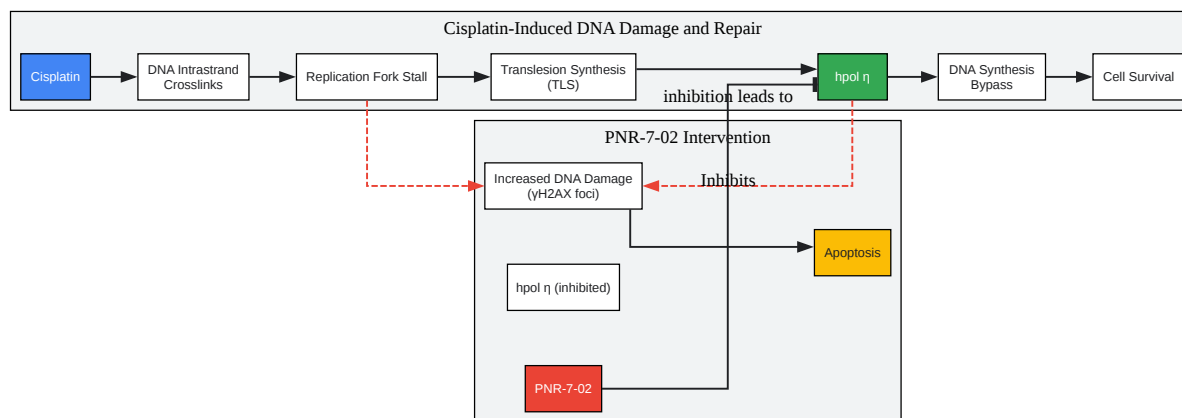 Cisplatin-Induced DNA Damage and Repair
Cisplatin
DNA Intrastrand
Crosslinks
Replication Fork Stall
Translesion Synthesis
(TLS)
hpol η
DNA Synthesis
Bypass
Cell Survival
inhibition leads to
PNR-7-02 Intervention
Increased DNA Damage
(γH2AX foci)
Inhibits
Apoptosis
hpol η (inhibited)
PNR-7-02